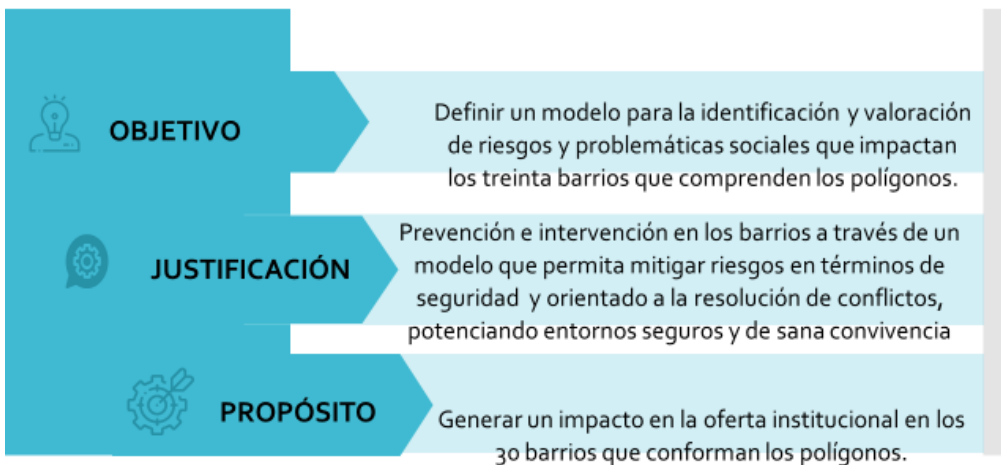 OBJETIVO
Definir un modelo para la identificación y valoración
de riesgos y problemáticas sociales que impactan
los treinta barrios que comprenden los polígonos.
JUSTIFICACIÓN
Prevención e intervención en los barrios a través de un
modelo que permita mitigar riesgos en términos de
seguridad y orientado a la resolución de conflictos,
potenciando entornos seguros y de sana convivencia
PROPÓSITO
Generar un impacto en la oferta institucional en los
30 barrios que conforman los polígonos.